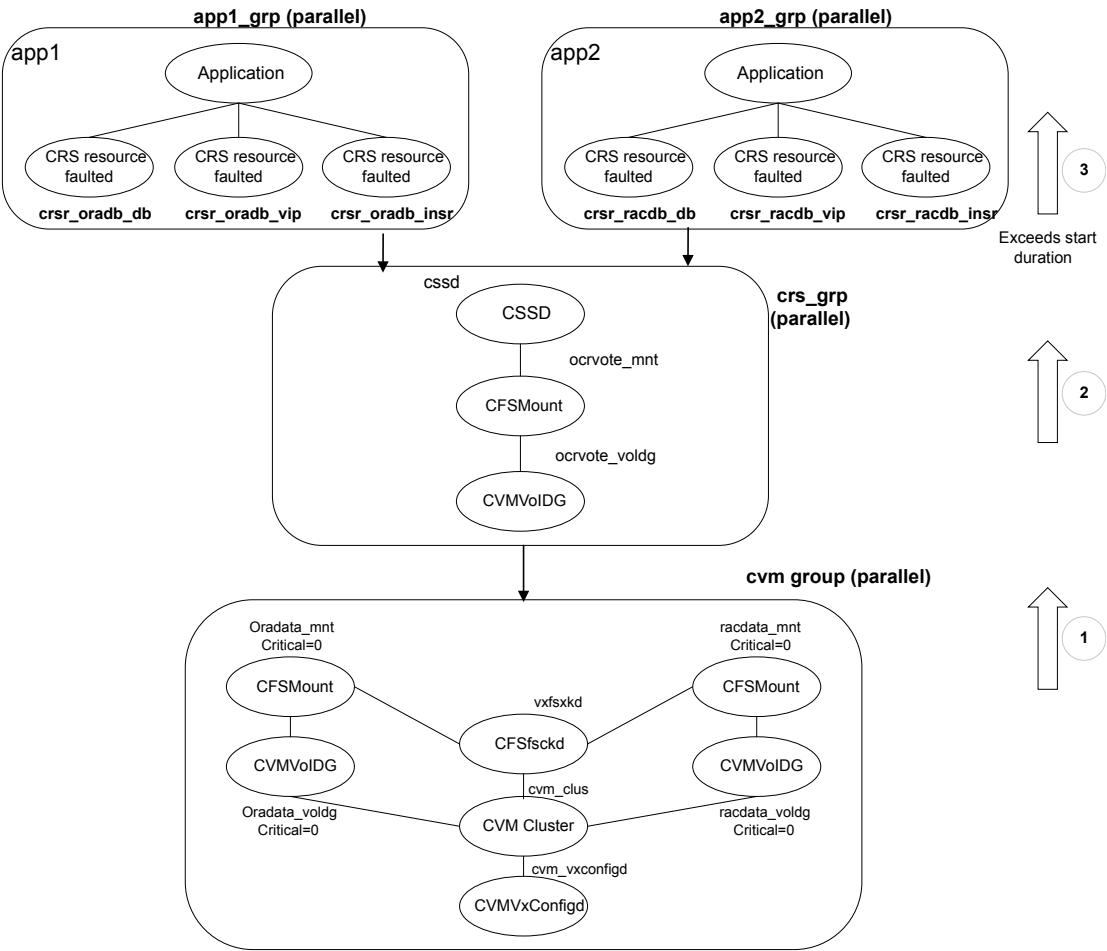 app1_grp (parallel)
app2_grp (parallel)
app1
Application
CRS resource
faulted
CRS resource
faulted
CRS resource
faulted
crsr_oradb_db
crsr_oradb_vip
crsr_oradb_insr
app2
Application
CRS resource
faulted
CRS resource
faulted
CRS resource
faulted
crsr_racdb_db
crsr_racdb_vip
crsr_racdb_insr
3
Exceeds start
duration
cssd
CSSD
crs_grp
(parallel)
ocrvote_mnt
CFSMount
ocrvote_voldg
CVMVolDG
2
cvm group (parallel)
Oradata_mnt
Critical=0
CFSMount
CVMVolDG
Oradata_voldg
Critical=0
vxfsxkd
CFSfsckd
cvm_clus
CVM Cluster
cvm_vxconfigd
CVMVxConfigd
racdata_mnt
Critical=0
CFSMount
CVMVolDG
racdata_voldg
Critical=0
1